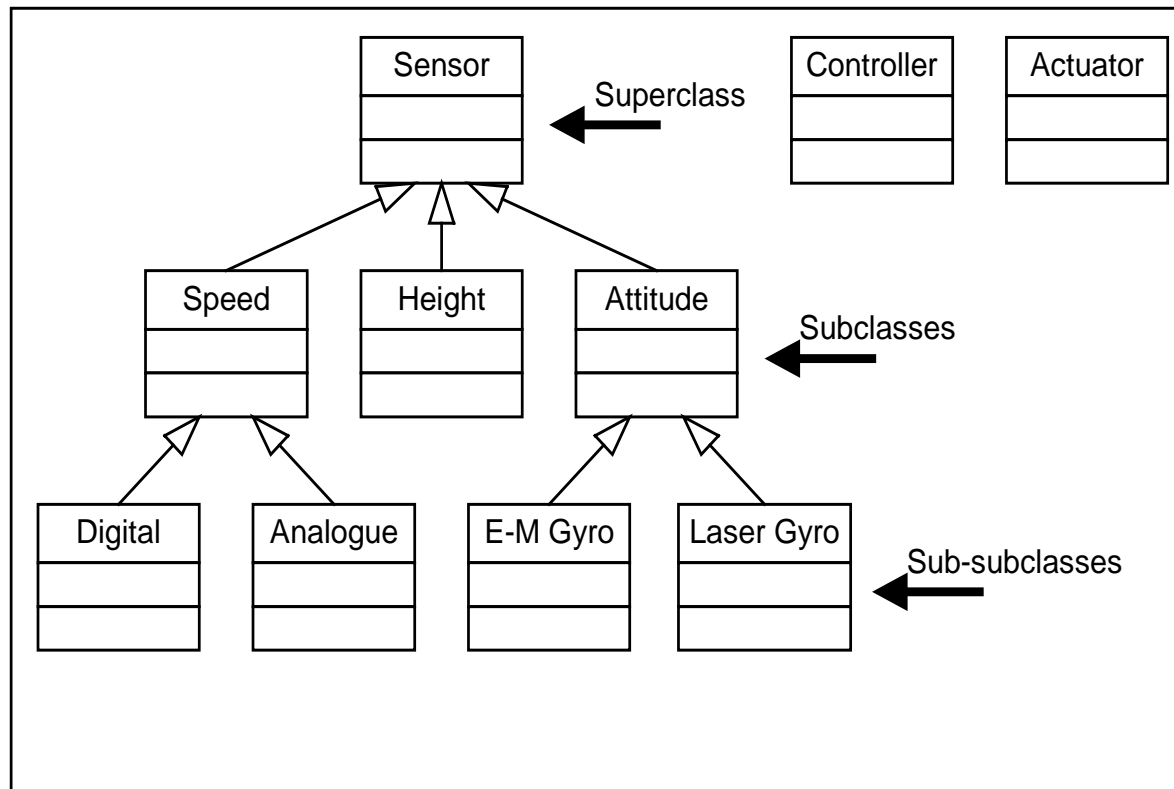 Sensor
Controller
Actuator
Superclass
Speed
Height
Attitude
Subclasses
Digital
Analogue
E-M Gyro
Laser Gyro
Sub-subclasses